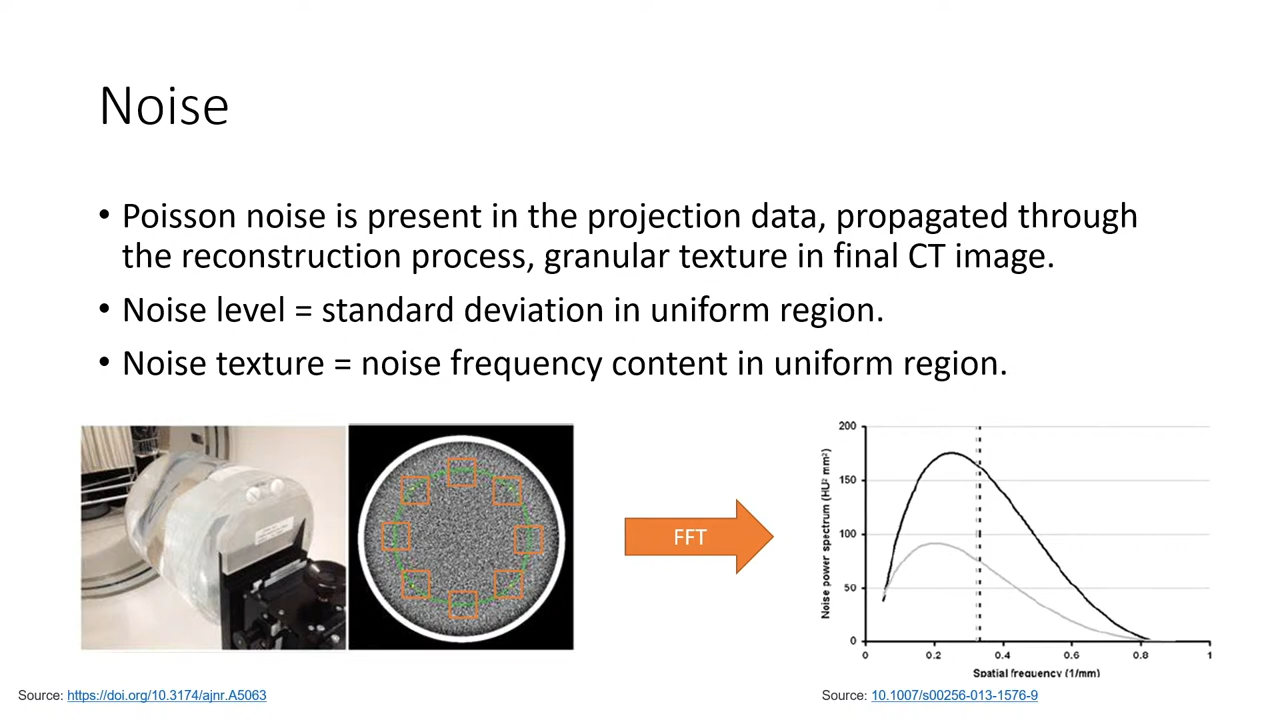 Noise
• Poisson noise is present in the projection data, propagated through
the reconstruction process, granular texture in final CT image.
• Noise level = standard deviation in uniform region.
• Noise texture = noise frequency content in uniform region.
FFT
Noise power spectrum (HU² mm²)
200
150
100
50
0
0 0.2 0.4 0.6 0.8 1
Spatial frequency (1/mm)
Source: https://doi.org/10.3174/ajnr.A5063
Source: 10.1007/s00256-013-1576-9